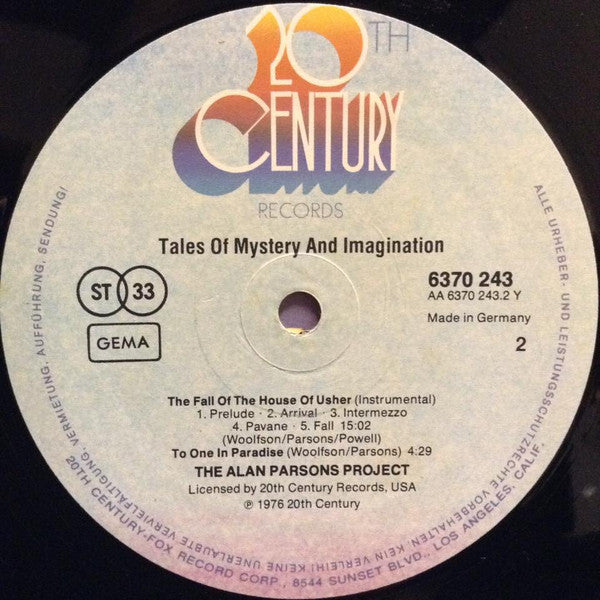 20TH
CENTURY
RECORDS
Tales Of Mystery And Imagination
ST 33
GEMA
6370 243
AA 6370 243.2 Y
Made in Germany
2
The Fall Of The House Of Usher (Instrumental)
1. Prelude · 2. Arrival · 3. Intermezzo
4. Pavane · 5. Fall 15:02
(Woolfson/Parsons/Powell)
To One In Paradise (Woolfson/Parsons) 4:29
THE ALAN PARSONS PROJECT
Licensed by 20th Century Records, USA
℗ 1976 20th Century
ALLE URHEBER- UND LEISTUNGSSCHUTZRECHTE VORBEHALTEN. KEIN VERLEIH! KEINE UNERLAUBTE VERVIELFÄLTIGUNG, VERMIETUNG, AUFFÜHRUNG, SENDUNG!
20TH CENTURY-FOX RECORD CORP., 8544 SUNSET BLVD., LOS ANGELES, CALIF.